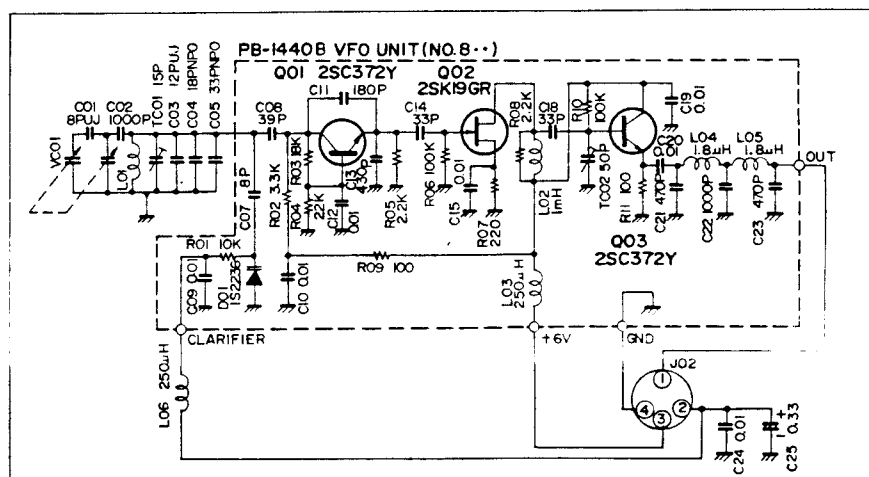 PB-1440B VFO UNIT (NO.8··)
Q01 2SC372Y
C11 180P
Q02 2SK19GR
C01 8PUJ
C02 1000P
TC01 15P
C03 12PUJ
C04 18PNPO
C05 33PNPO
VC01
L01
C08 39P
C07 8P
R02 3.3K
R03 18K
R04 22K
C12 .001
C13 430P
R05 2.2K
C14 33P
R06 100K
C15 0.01
R07 220
R08 2.2K
C18 33P
L02 1mH
R10 100K
TC02 50P
C19 0.01
C20 0.01
R11 100
L04 1.8μH
L05 1.8μH
C21 470P
C22 1000P
C23 470P
OUT
Q03 2SC372Y
R01 10K
C09 0.01
D01 1S2236
C10 0.01
R09 100
L03 250μH
CLARIFIER
+6V
GND
L06 250μH
J02
1
4
2
3
C24 0.01
+
-
C25 0.33